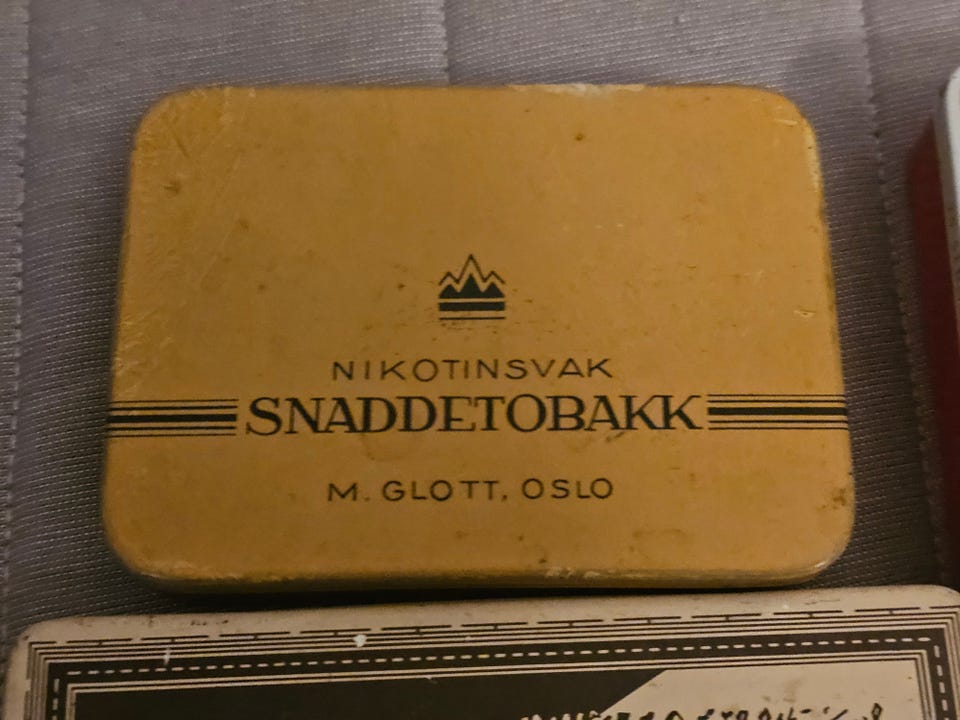 NIKOTINSVAK
SNADDETOBAKK
M. GLOTT, OSLO